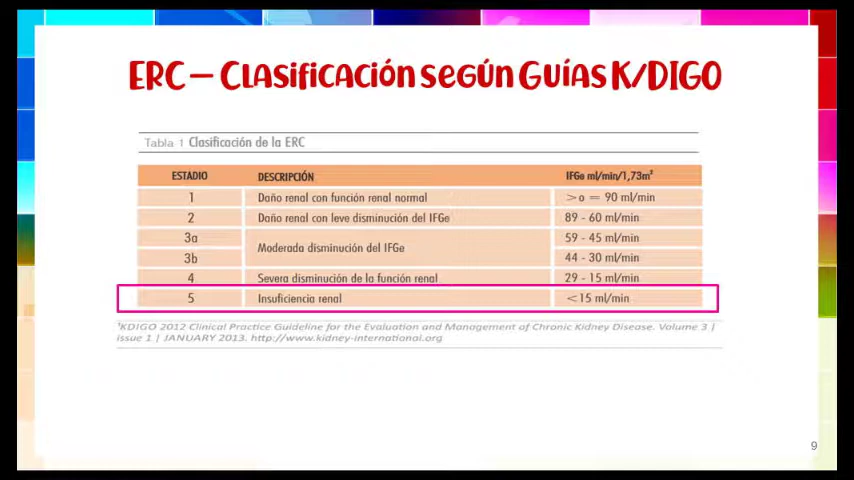 ERC – Clasificación según Guías K/DIGO
Tabla 1 Clasificación de la ERC
ESTADIO DESCRIPCIÓN IFGe ml/min/1,73m²
1 Daño renal con función renal normal >o = 90 ml/min
2 Daño renal con leve disminución del IFGe 89 - 60 ml/min
3a 59 - 45 ml/min
Moderada disminución del IFGe
3b 44 - 30 ml/min
4 Severa disminución de la función renal 29 - 15 ml/min
5 Insuficiencia renal <15 ml/min
¹KDIGO 2012 Clinical Practice Guideline for the Evaluation and Management of Chronic Kidney Disease. Volume 3 |
issue 1 | JANUARY 2013. http://www.kidney-international.org
9